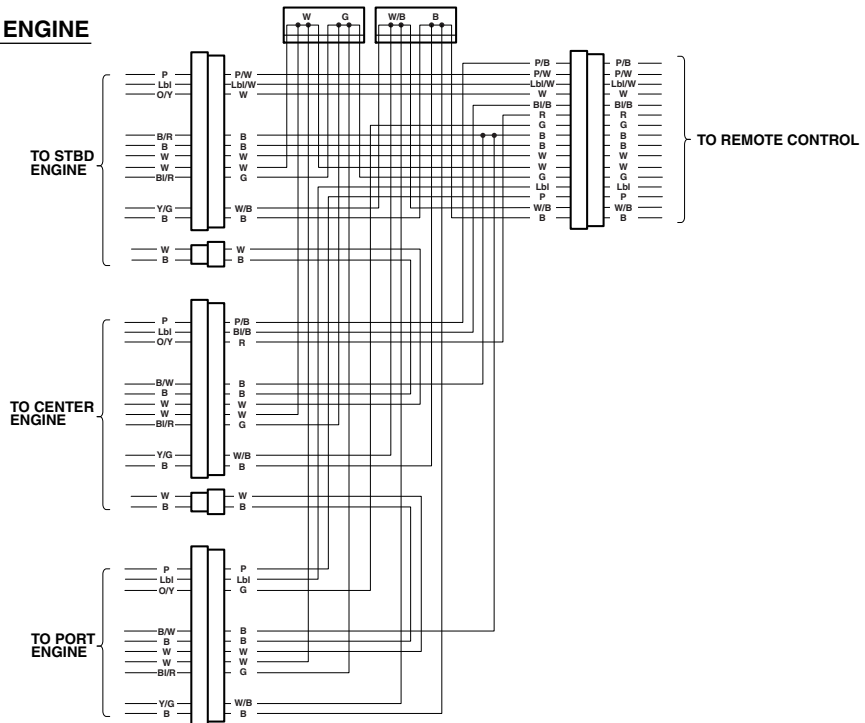 ENGINE
W G W/B B
P P/W P/B P/B
Lbl Lbl/W P/W P/W
O/Y W Lbl/W Lbl/W
W W
Bl/B Bl/B
R R
G G
B/R B B B
B B B B
W W W W
W W W W
Bl/R G G G
Lbl Lbl
P P
Y/G W/B W/B W/B
B B B B
TO STBD
ENGINE
TO REMOTE CONTROL
W W
B B
P P/B
Lbl Bl/B
O/Y R
B/W B
B B
W W
W W
Bl/R G
Y/G W/B
B B
TO CENTER
ENGINE
W W
B B
P P
Lbl Lbl
O/Y G
B/W B
B B
W W
W W
Bl/R G
Y/G W/B
B B
TO PORT
ENGINE